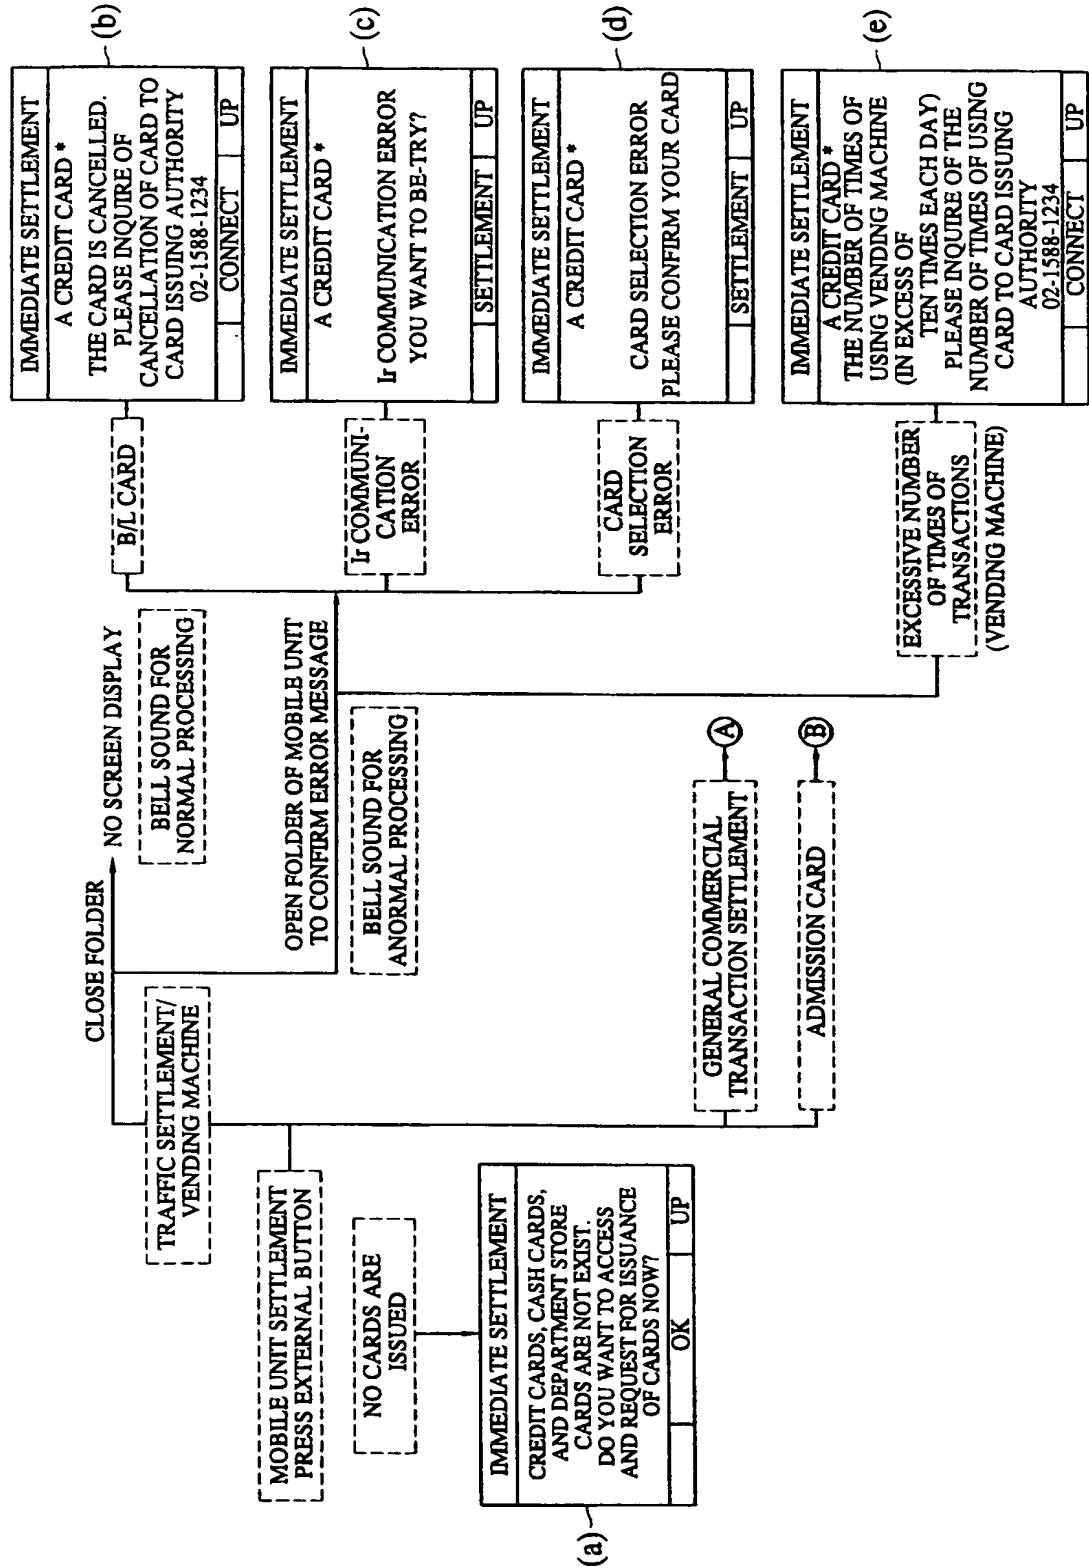 CLOSE FOLDER
NO SCREEN DISPLAY
TRAFFIC SETTLEMENT/
VENDING MACHINE
BELL SOUND FOR
NORMAL PROCESSING
MOBILE UNIT SETTLEMENT
PRESS EXTERNAL BUTTON
OPEN FOLDER OF MOBILE UNIT
TO CONFIRM ERROR MESSAGE
BELL SOUND FOR
ANORMAL PROCESSING
NO CARDS ARE
ISSUED
(a)
IMMEDIATE SETTLEMENT
CREDIT CARDS, CASH CARDS,
AND DEPARTMENT STORE
CARDS ARE NOT EXIST.
DO YOU WANT TO ACCESS
AND REQUEST FOR ISSUANCE
OF CARDS NOW?
OK UP
GENERAL COMMERCIAL
TRANSACTION SETTLEMENT
A
ADMISSION CARD
B
B/L CARD
IMMEDIATE SETTLEMENT
A CREDIT CARD *
THE CARD IS CANCELLED.
PLEASE INQUIRE OF
CANCELLATION OF CARD TO
CARD ISSUING AUTHORITY
02-1588-1234
CONNECT UP
(b)
Ir COMMUNI-
CATION
ERROR
IMMEDIATE SETTLEMENT
A CREDIT CARD *
Ir COMMUNICATION ERROR
YOU WANT TO BE-TRY?
SETTLEMENT UP
(c)
CARD
SELECTION
ERROR
IMMEDIATE SETTLEMENT
A CREDIT CARD *
CARD SELECTION ERROR
PLEASE CONFIRM YOUR CARD
SETTLEMENT UP
(d)
EXCESSIVE NUMBER
OF TIMES OF
TRANSACTIONS
(VENDING MACHINE)
IMMEDIATE SETTLEMENT
A CREDIT CARD *
THE NUMBER OF TIMES OF
USING VENDING MACHINE
(IN EXCESS OF
TEN TIMES EACH DAY)
PLEASE INQUIRE OF THE
NUMBER OF TIMES OF USING
CARD TO CARD ISSUING
AUTHORITY
02-1588-1234
CONNECT UP
(e)